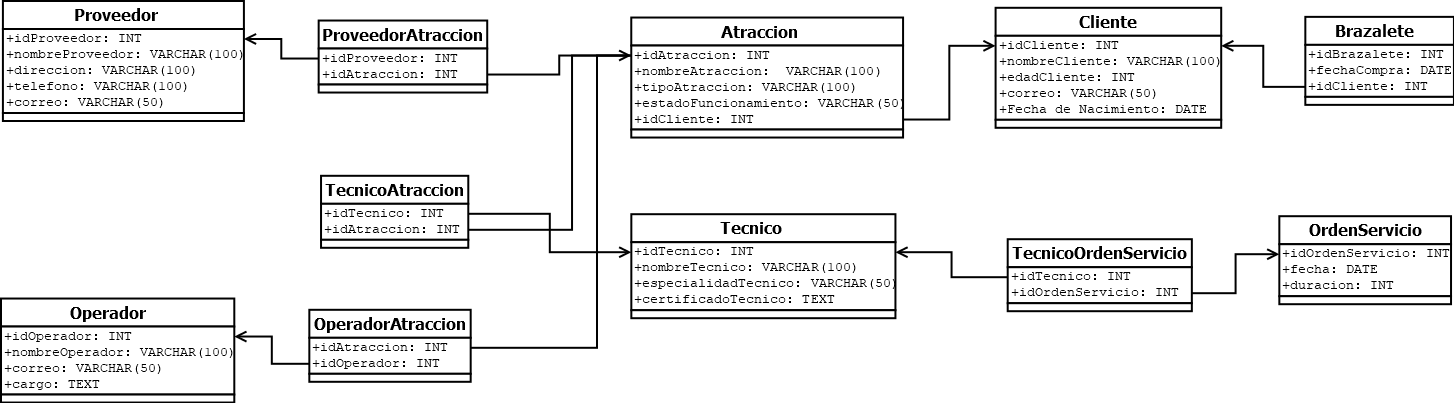 Proveedor
+idProveedor: INT
+nombreProveedor: VARCHAR(100)
+direccion: VARCHAR(100)
+telefono: VARCHAR(100)
+correo: VARCHAR(50)
ProveedorAtraccion
+idProveedor: INT
+idAtraccion: INT
Atraccion
+idAtraccion: INT
+nombreAtraccion:  VARCHAR(100)
+tipoAtraccion: VARCHAR(100)
+estadoFuncionamiento: VARCHAR(50)
+idCliente: INT
Cliente
+idCliente: INT
+nombreCliente: VARCHAR(100)
+edadCliente: INT
+correo: VARCHAR(50)
+Fecha de Nacimiento: DATE
Brazalete
+idBrazalete: INT
+fechaCompra: DATE
+idCliente: INT
TecnicoAtraccion
+idTecnico: INT
+idAtraccion: INT
Tecnico
+idTecnico: INT
+nombreTecnico: VARCHAR(100)
+especialidadTecnico: VARCHAR(50)
+certificadoTecnico: TEXT
TecnicoOrdenServicio
+idTecnico: INT
+idOrdenServicio: INT
OrdenServicio
+idOrdenServicio: INT
+fecha: DATE
+duracion: INT
Operador
+idOperador: INT
+nombreOperador: VARCHAR(100)
+correo: VARCHAR(50)
+cargo: TEXT
OperadorAtraccion
+idAtraccion: INT
+idOperador: INT